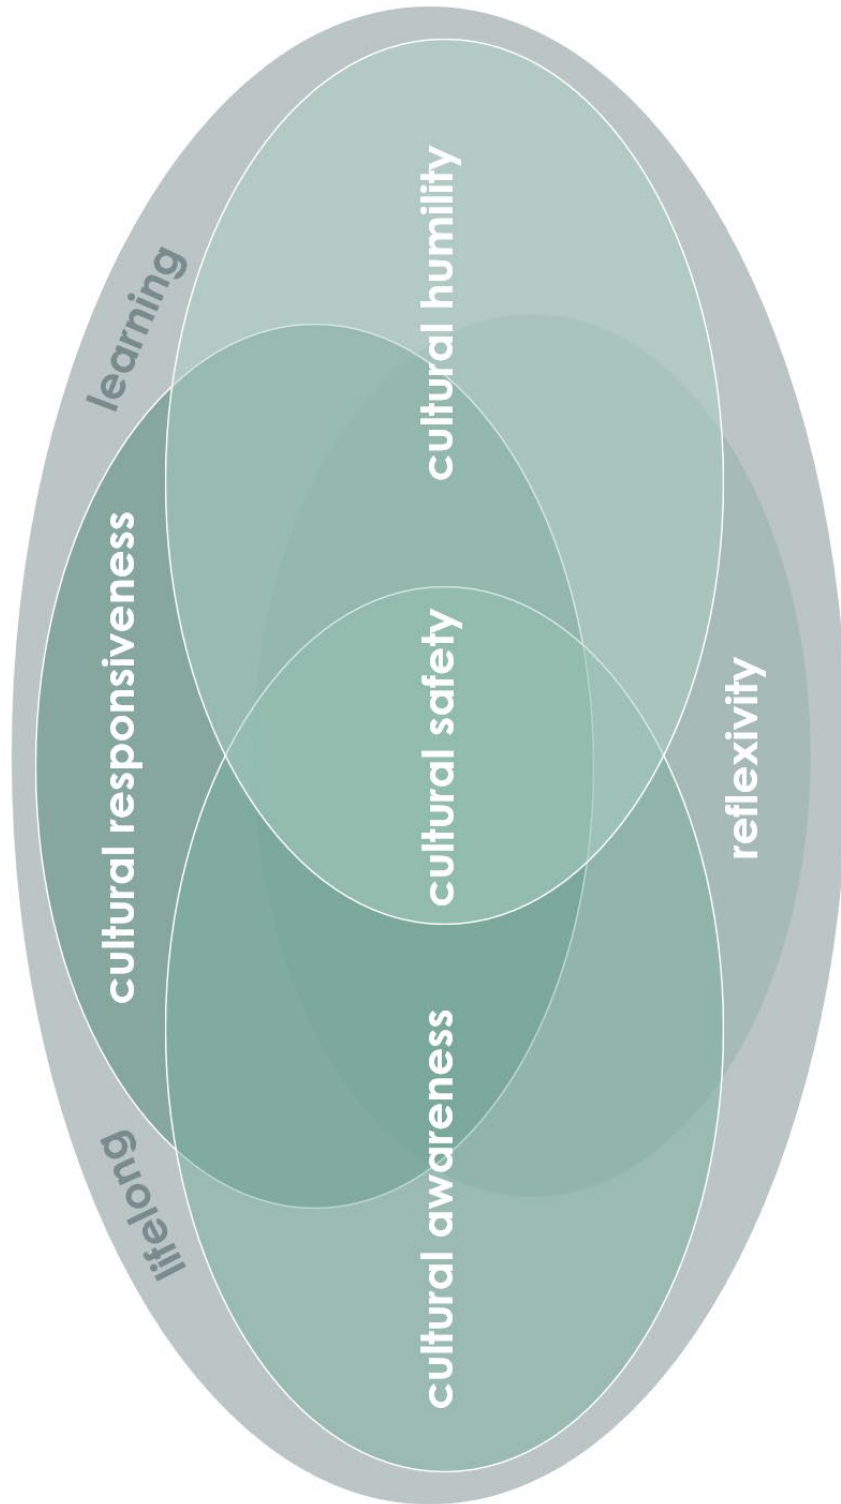 lifelong
learning
cultural responsiveness
cultural awareness
cultural safety
cultural humility
reflexivity